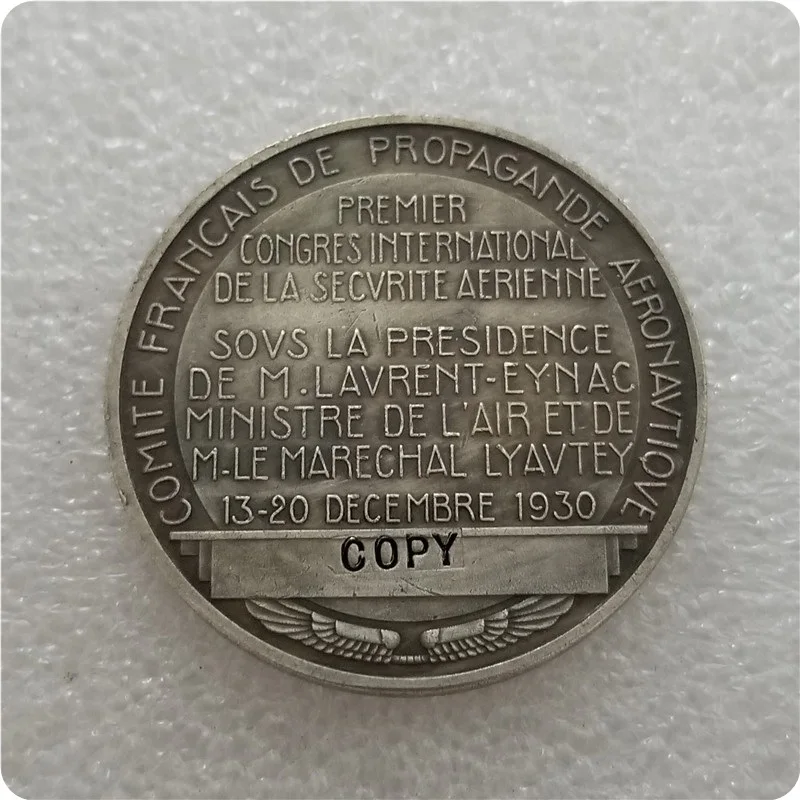 COMITE FRANCAIS DE PROPAGANDE AERONAVTIQVE
PREMIER
CONGRES INTERNATIONAL
DE LA SECVRITE AERIENNE
SOVS LA PRESIDENCE
DE M. LAVRENT-EYNAC
MINISTRE DE L'AIR ET DE
M-LE MARECHAL LYAVTEY
13-20 DECEMBRE 1930
COPY